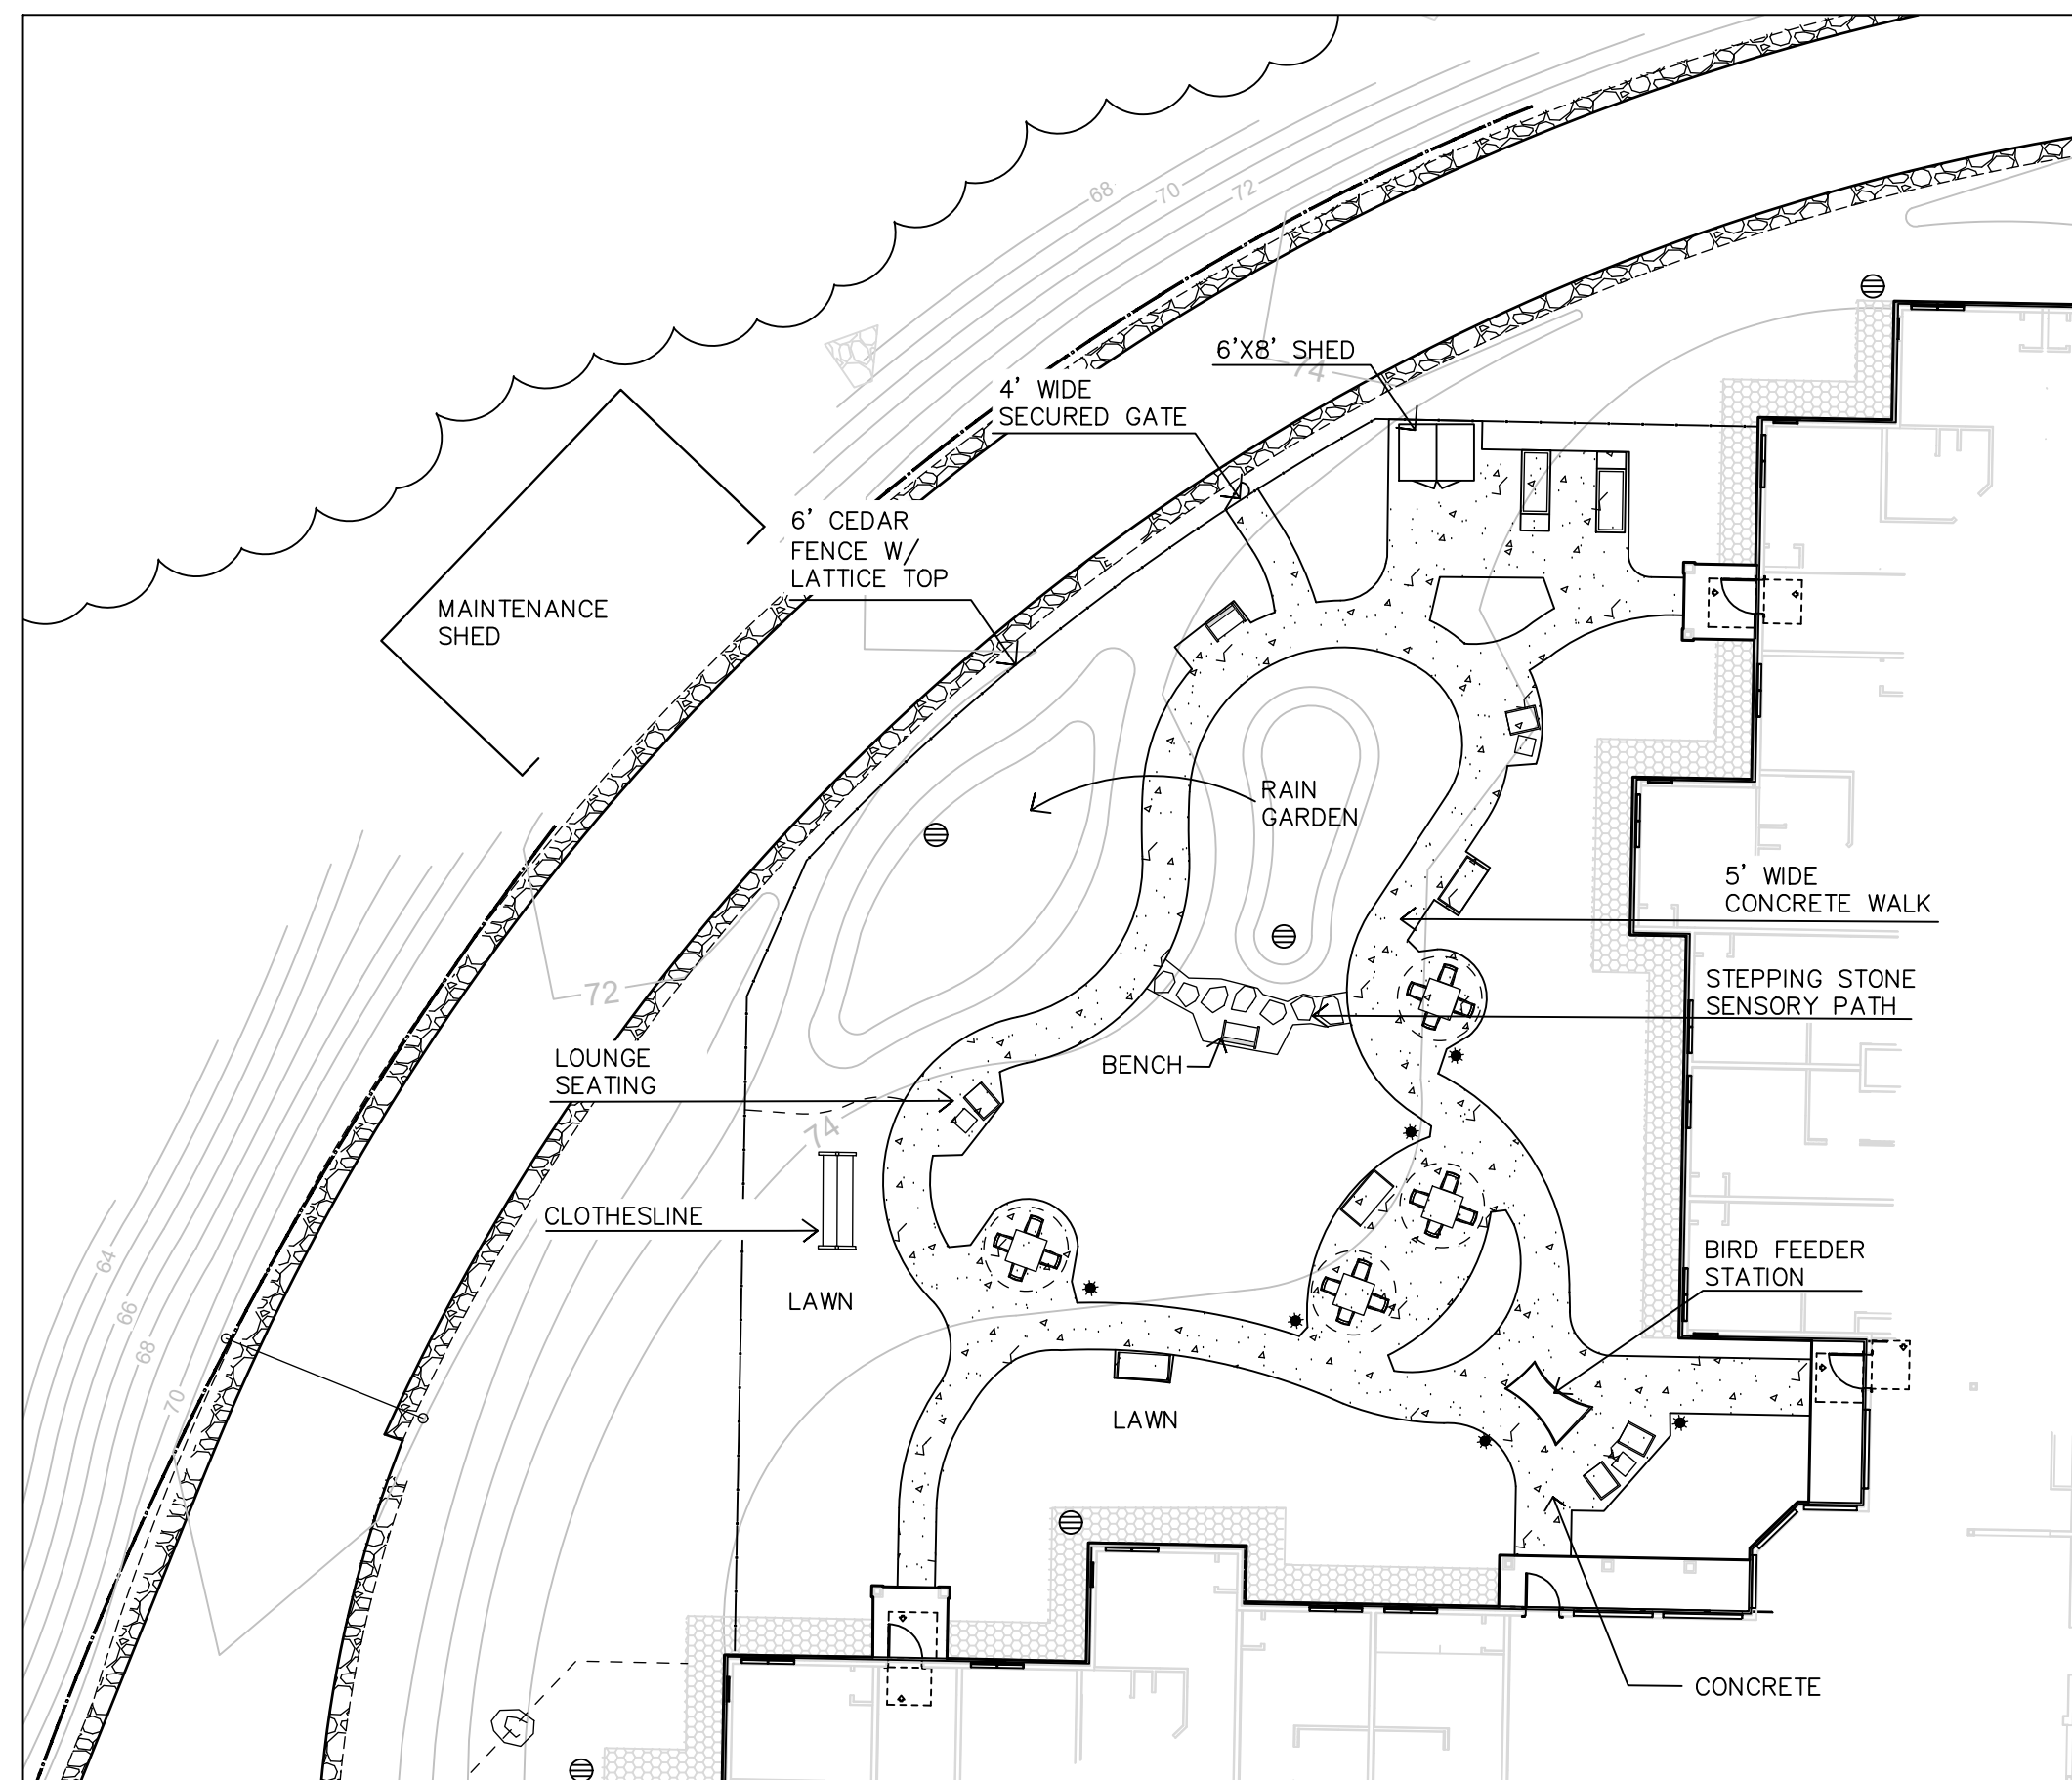 68
70
72
6'X8' SHED
74
4' WIDE
SECURED GATE
6' CEDAR
FENCE W/
LATTICE TOP
MAINTENANCE
SHED
RAIN
GARDEN
5' WIDE
CONCRETE WALK
STEPPING STONE
SENSORY PATH
72
LOUNGE
SEATING
BENCH
74
CLOTHESLINE
BIRD FEEDER
STATION
LAWN
64
66
68
70
LAWN
CONCRETE